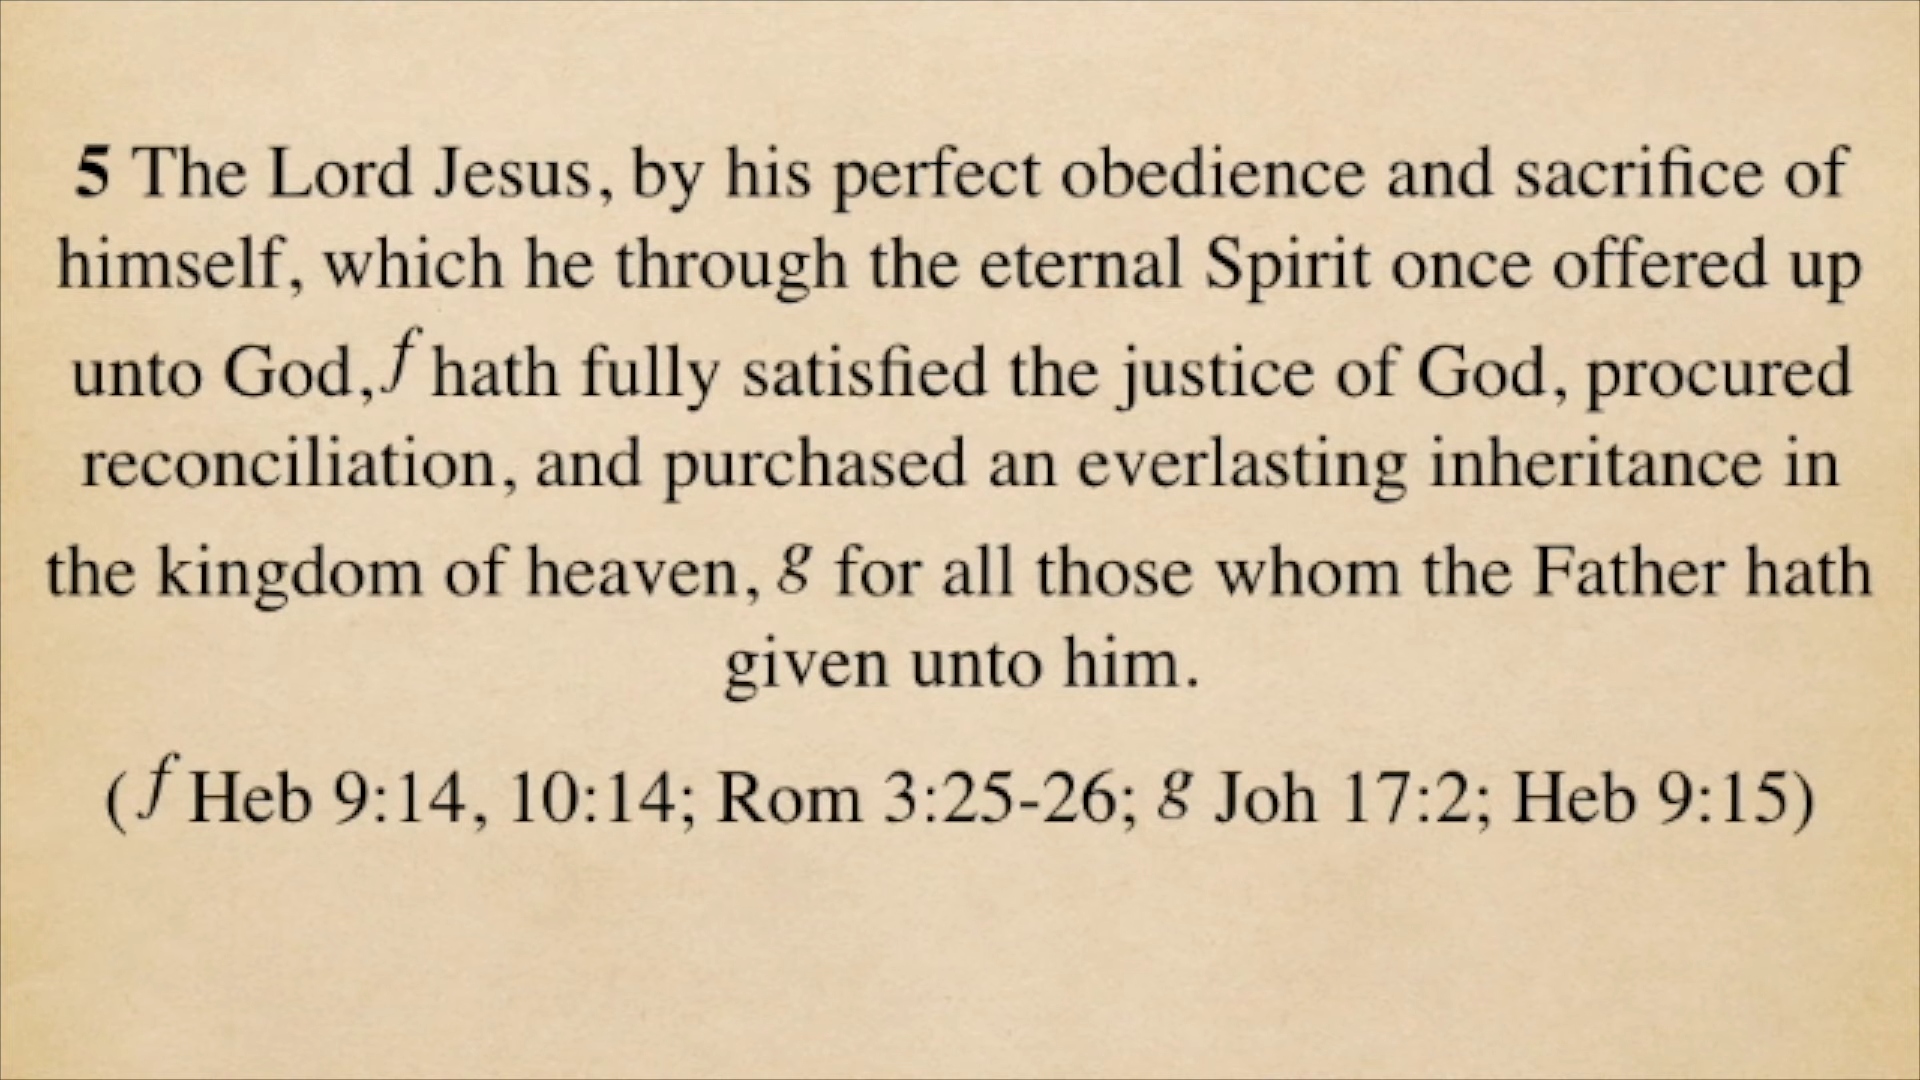 5 The Lord Jesus, by his perfect obedience and sacrifice of
himself, which he through the eternal Spirit once offered up
unto God,f hath fully satisfied the justice of God, procured
reconciliation, and purchased an everlasting inheritance in
the kingdom of heaven, g for all those whom the Father hath
given unto him.
(f Heb 9:14, 10:14; Rom 3:25-26; g Joh 17:2; Heb 9:15)